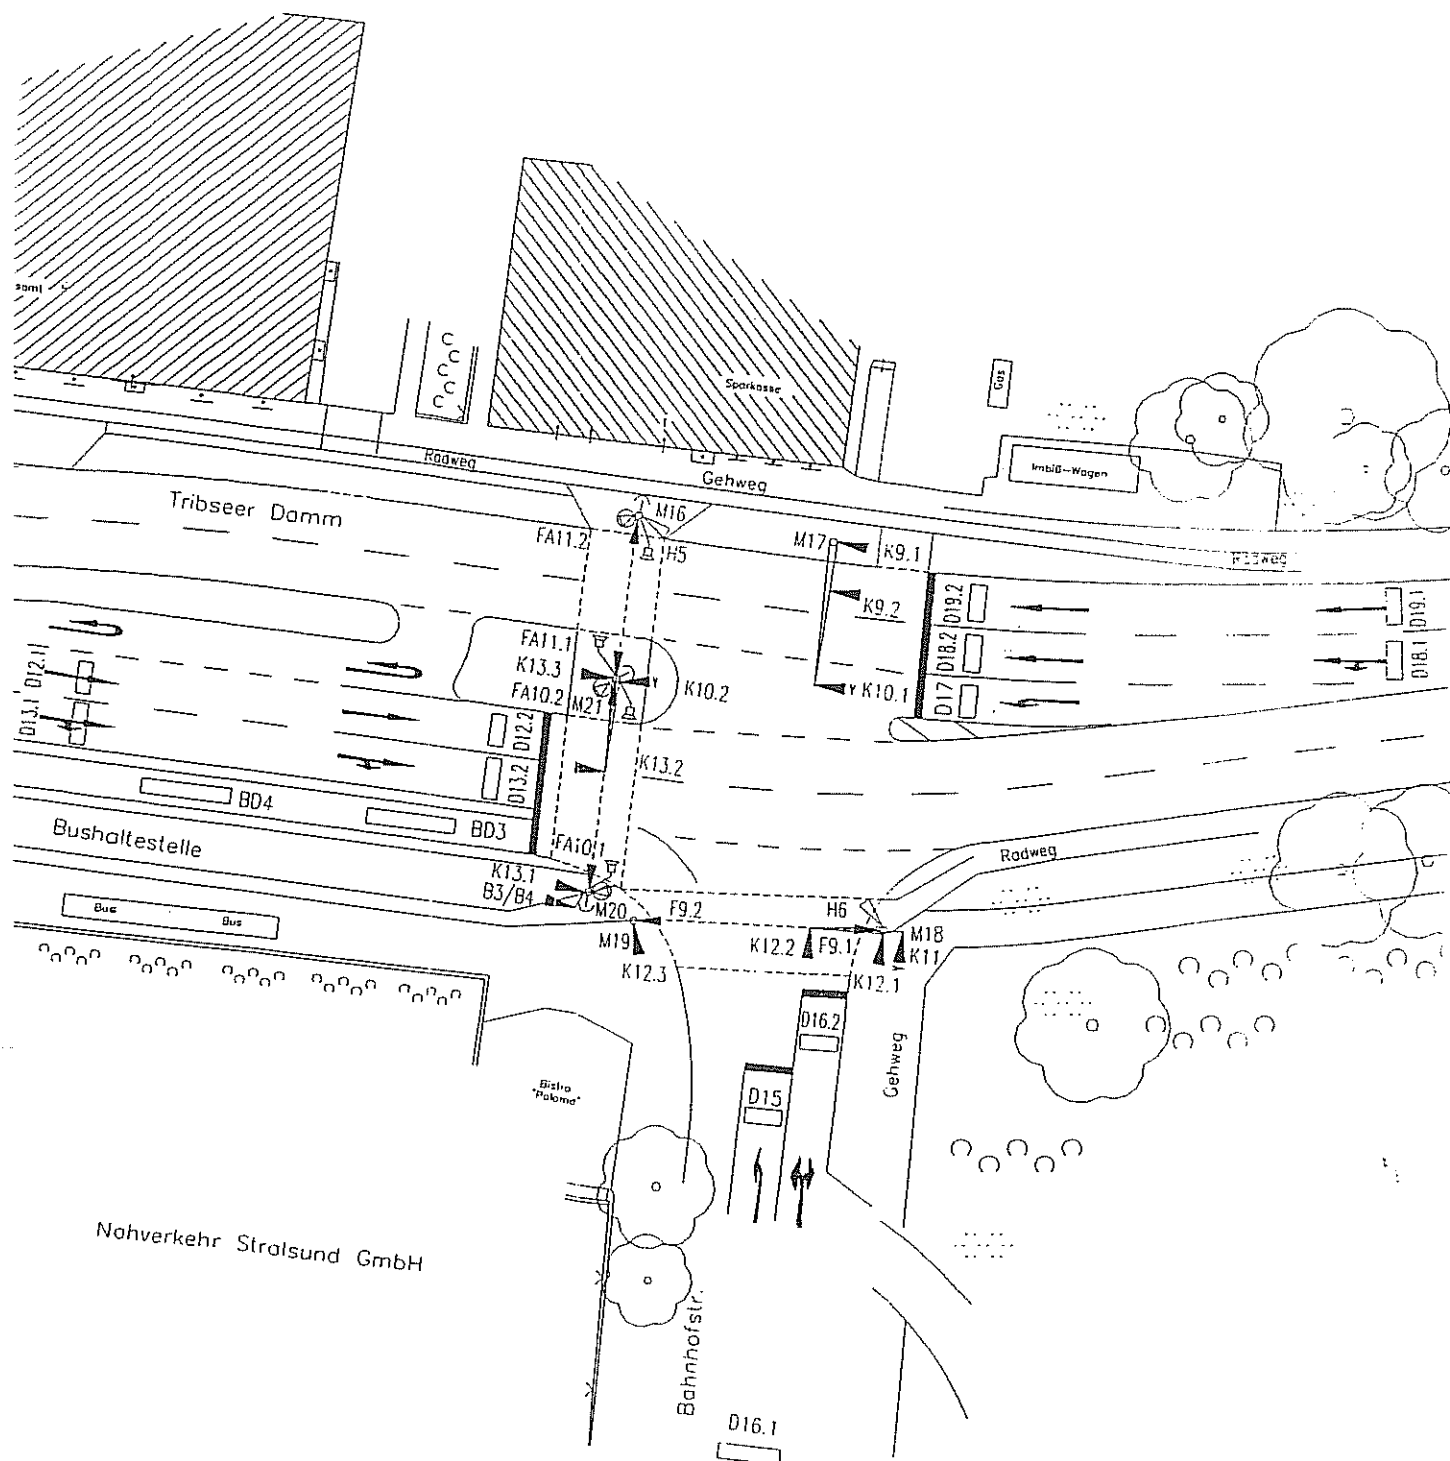 saml
Sparkasse
Gas
Imbiß-Wagen
Radweg
Gehweg
Tribseer Damm
M16
FA11.2
H5
M17
K9.1
Radweg
K9.2
D19.2
D19.1
D18.2
D18.1
FA11.1
K13.3
FA10.2
M21
K10.2
Y
Y
K10.1
D17
D12.1
D13.1
D12.2
D13.2
K13.2
BD4
BD3
Bushaltestelle
FA10.1
Radweg
K13.1
B3/B4
M20
F9.2
H6
Bus
Bus
M19
K12.2
F9.1
M18
K11
Y
K12.3
K12.1
D16.2
Gehweg
Bistro
"Paloma"
D15
Nahverkehr Stralsund GmbH
Bahnhofstr.
D16.1